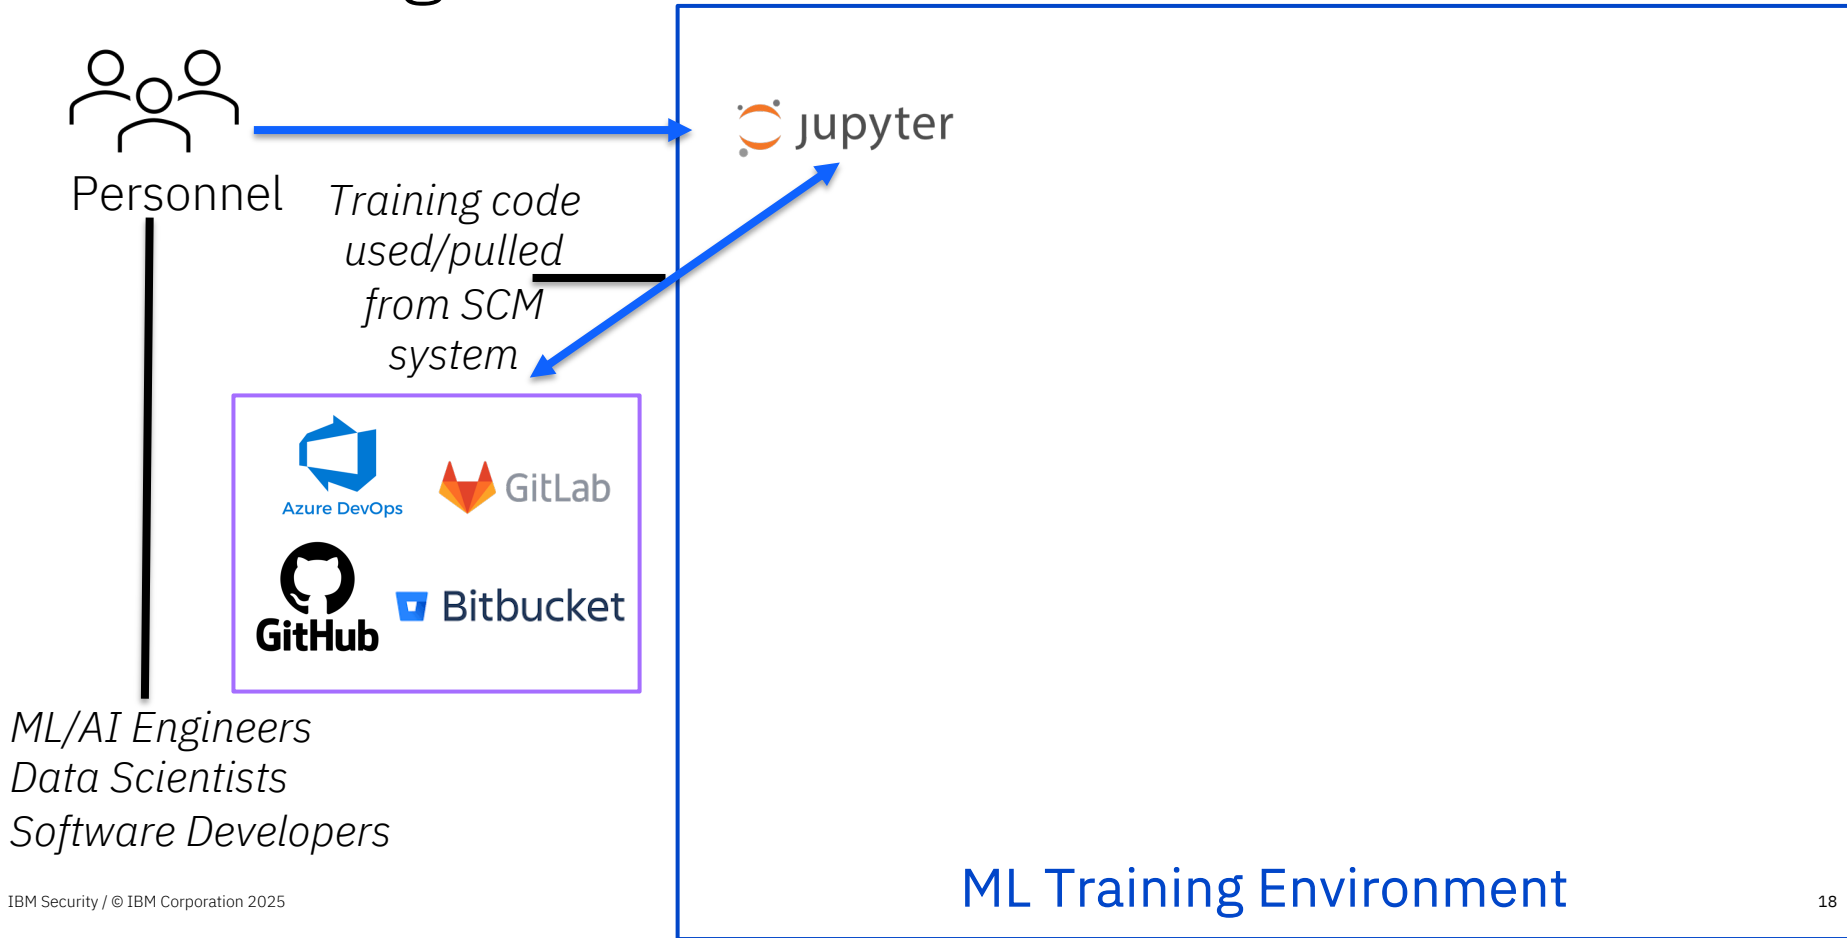 jupyter
Personnel
Training code
used/pulled
from SCM
system
Azure DevOps
GitLab
GitHub
Bitbucket
ML/AI Engineers
Data Scientists
Software Developers
ML Training Environment
IBM Security / © IBM Corporation 2025
18